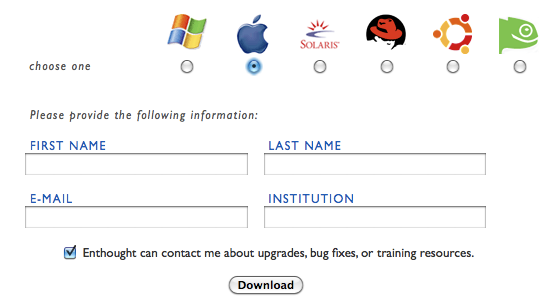 SOLARIS
choose one
Please provide the following information:
FIRST NAME LAST NAME
E-MAIL INSTITUTION
Enthought can contact me about upgrades, bug fixes, or training resources.
Download